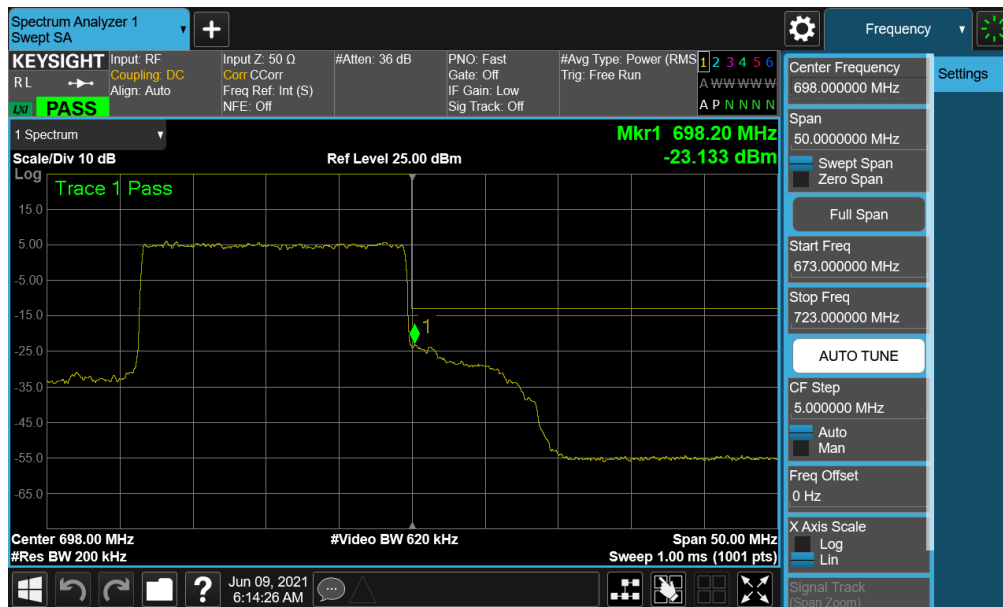 Spectrum Analyzer 1
Swept SA
Frequency
KEYSIGHT
RL
LXI
PASS
Input: RF
Coupling: DC
Align: Auto
Input Z: 50 Ω
Corr CCorr
Freq Ref: Int (S)
NFE: Off
#Atten: 36 dB
PNO: Fast
Gate: Off
IF Gain: Low
Sig Track: Off
#Avg Type: Power (RMS
Trig: Free Run
1 2 3 4 5 6
A W W W W W
A P N N N N
1 Spectrum
Mkr1 698.20 MHz
Scale/Div 10 dB
Ref Level 25.00 dBm
-23.133 dBm
Log
Trace 1 Pass
15.0
5.00
-5.00
-15.0
1
-25.0
-35.0
-45.0
-55.0
-65.0
Center 698.00 MHz
#Video BW 620 kHz
Span 50.00 MHz
#Res BW 200 kHz
Sweep 1.00 ms (1001 pts)
?
Jun 09, 2021
6:14:26 AM
Center Frequency
698.000000 MHz
Span
50.0000000 MHz
Swept Span
Zero Span
Full Span
Start Freq
673.000000 MHz
Stop Freq
723.000000 MHz
AUTO TUNE
CF Step
5.000000 MHz
Auto
Man
Freq Offset
0 Hz
X Axis Scale
Log
Lin
Signal Track
(Span Zoom)
Settings